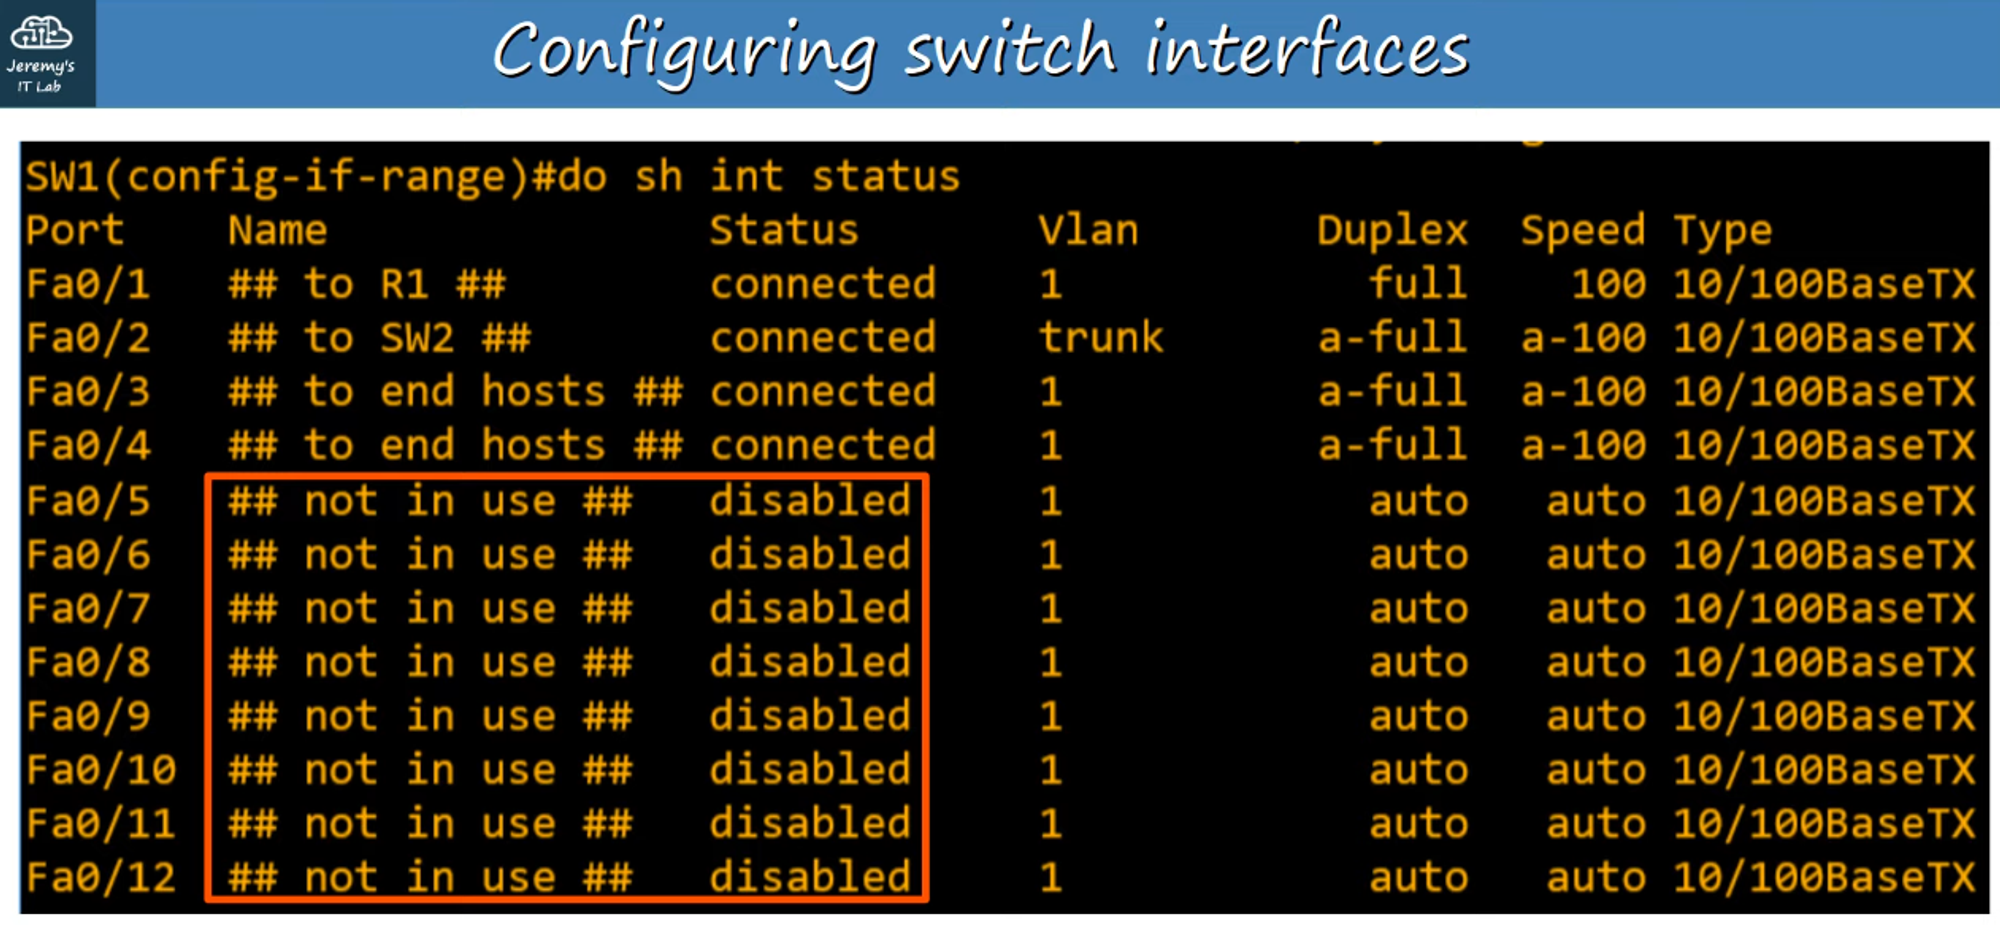 Jeremy's
IT Lab
Configuring switch interfaces
SW1(config-if-range)#do sh int status
Port Name Status Vlan Duplex Speed Type
Fa0/1 ## to R1 ## connected 1 full 100 10/100BaseTX
Fa0/2 ## to SW2 ## connected trunk a-full a-100 10/100BaseTX
Fa0/3 ## to end hosts ## connected 1 a-full a-100 10/100BaseTX
Fa0/4 ## to end hosts ## connected 1 a-full a-100 10/100BaseTX
Fa0/5 ## not in use ## disabled 1 auto auto 10/100BaseTX
Fa0/6 ## not in use ## disabled 1 auto auto 10/100BaseTX
Fa0/7 ## not in use ## disabled 1 auto auto 10/100BaseTX
Fa0/8 ## not in use ## disabled 1 auto auto 10/100BaseTX
Fa0/9 ## not in use ## disabled 1 auto auto 10/100BaseTX
Fa0/10 ## not in use ## disabled 1 auto auto 10/100BaseTX
Fa0/11 ## not in use ## disabled 1 auto auto 10/100BaseTX
Fa0/12 ## not in use ## disabled 1 auto auto 10/100BaseTX